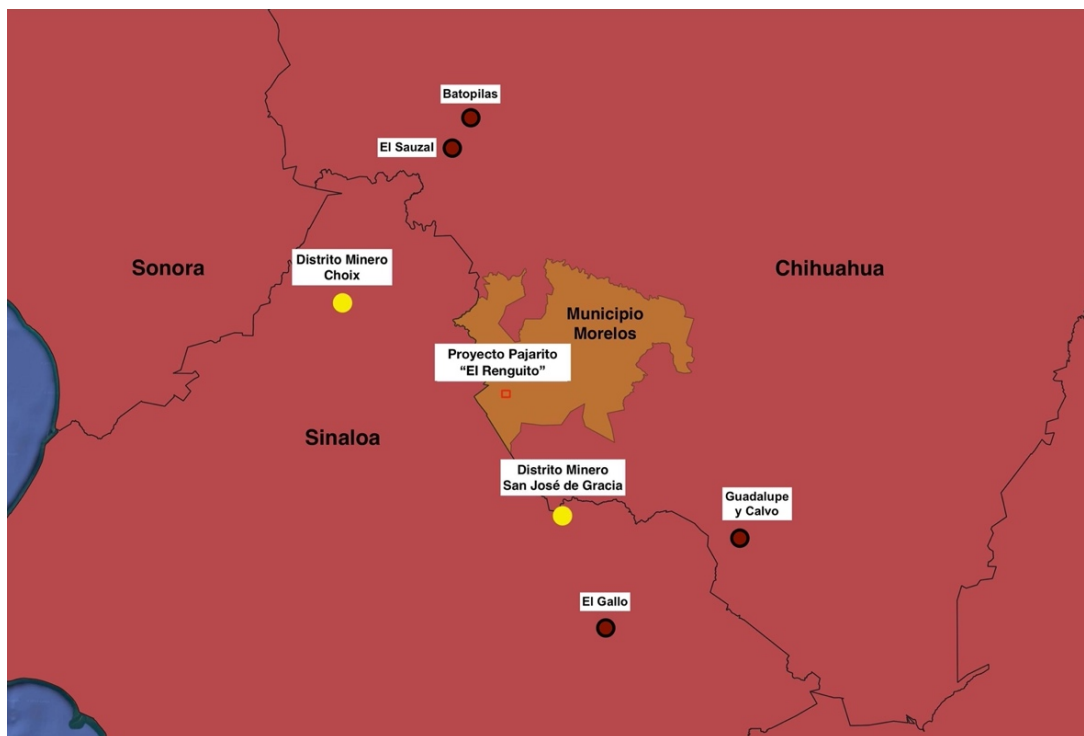 Batopilas
El Sauzal
Distrito Minero
Choix
Sonora
Chihuahua
Municipio
Morelos
Proyecto Pajarito
“El Renguito”
Sinaloa
Distrito Minero
San José de Gracia
Guadalupe
y Calvo
El Gallo